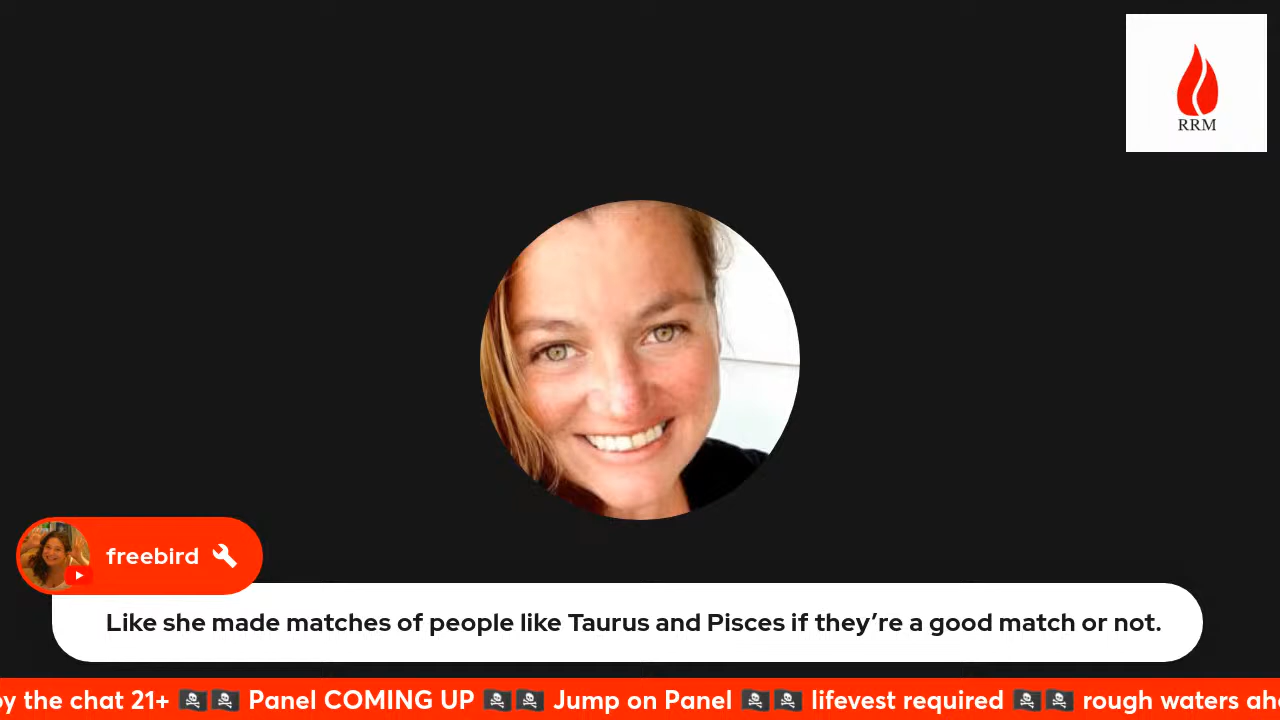 RRM
freebird
Like she made matches of people like Taurus and Pisces if they’re a good match or not.
by the chat 21+ ☠️☠️ Panel COMING UP ☠️☠️ Jump on Panel ☠️☠️ lifevest required ☠️☠️ rough waters